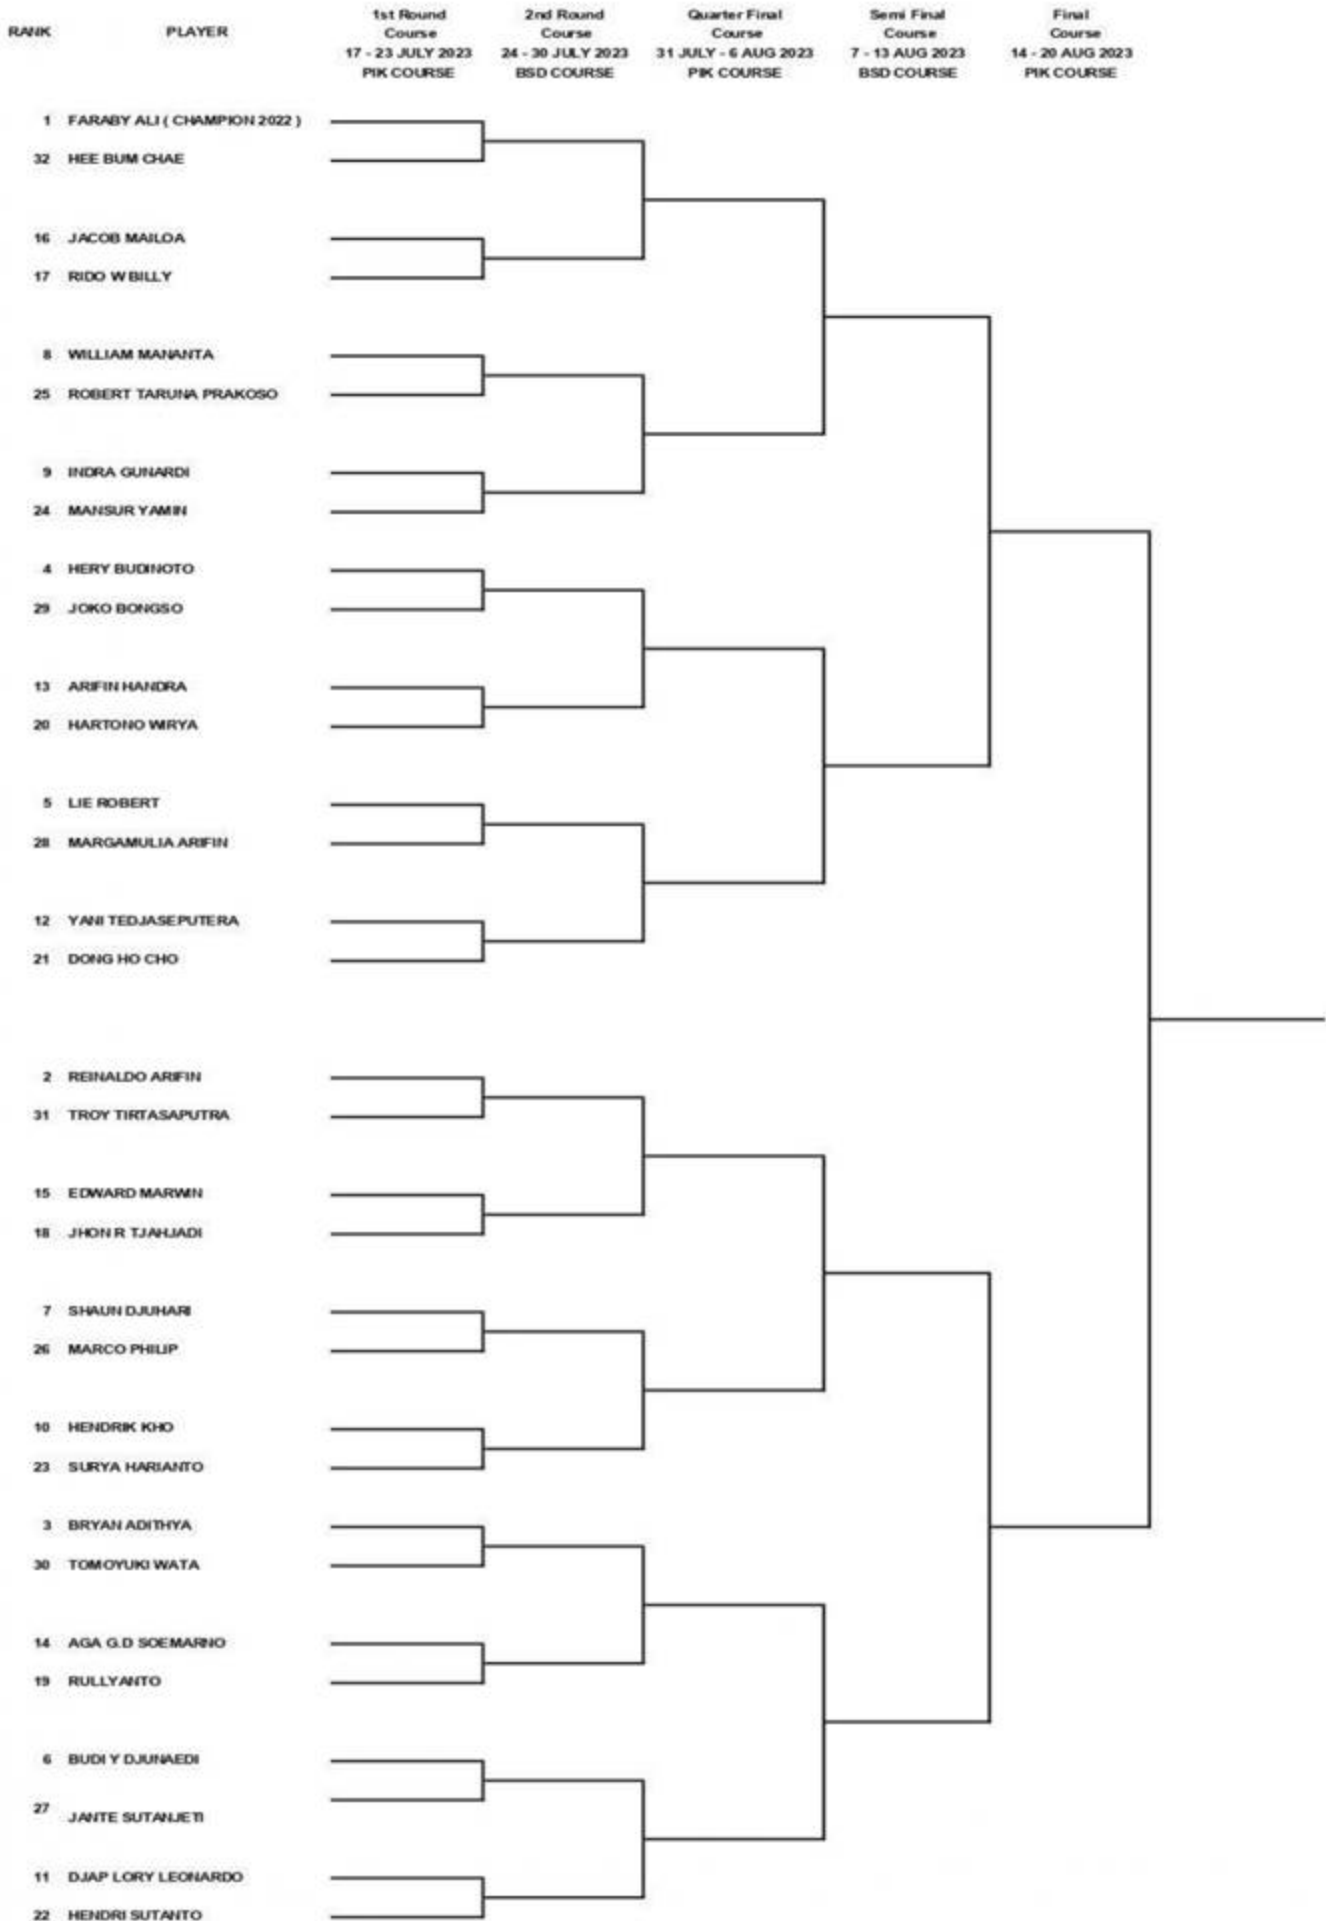 RANK PLAYER
1st Round
Course
17 - 23 JULY 2023
PIK COURSE
2nd Round
Course
24 - 30 JULY 2023
BSD COURSE
Quarter Final
Course
31 JULY - 6 AUG 2023
PIK COURSE
Semi Final
Course
7 - 13 AUG 2023
BSD COURSE
Final
Course
14 - 20 AUG 2023
PIK COURSE
1 FARABY ALI ( CHAMPION 2022 )
32 HEE BUM CHAE
16 JACOB MAILOA
17 RIDO W BILLY
8 WILLIAM MANANTA
25 ROBERT TARUNA PRAKOSO
9 INDRA GUNARDI
24 MANSUR YAMIN
4 HERY BUDINOTO
29 JOKO BONGSO
13 ARIFIN HANDRA
20 HARTONO WIRYA
5 LIE ROBERT
28 MARGAMULIA ARIFIN
12 YANI TEDJASEPUTERA
21 DONG HO CHO
2 REINALDO ARIFIN
31 TROY TIRTASAPUTRA
15 EDWARD MARWIN
18 JHON R TJAHJADI
7 SHAUN DJUHARI
26 MARCO PHILIP
10 HENDRIK KHO
23 SURYA HARIANTO
3 BRYAN ADITHYA
30 TOMOYUKI WATA
14 AGA G.D SOEMARNO
19 RULLYANTO
6 BUDI Y DJUNAEDI
27 JANTE SUTANJETI
11 DJAP LORY LEONARDO
22 HENDRI SUTANTO